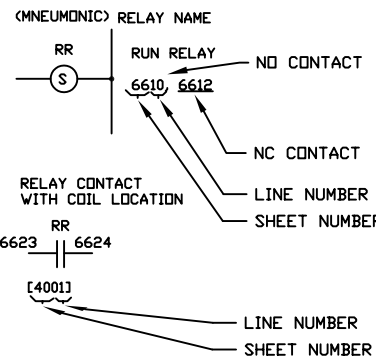 (MNEUMONIC) RELAY NAME
RR
RUN RELAY
S
NO CONTACT
6610 6612
NC CONTACT
LINE NUMBER
SHEET NUMBER
RELAY CONTACT
WITH COIL LOCATION
RR
6623 6624
[4001]
LINE NUMBER
SHEET NUMBER